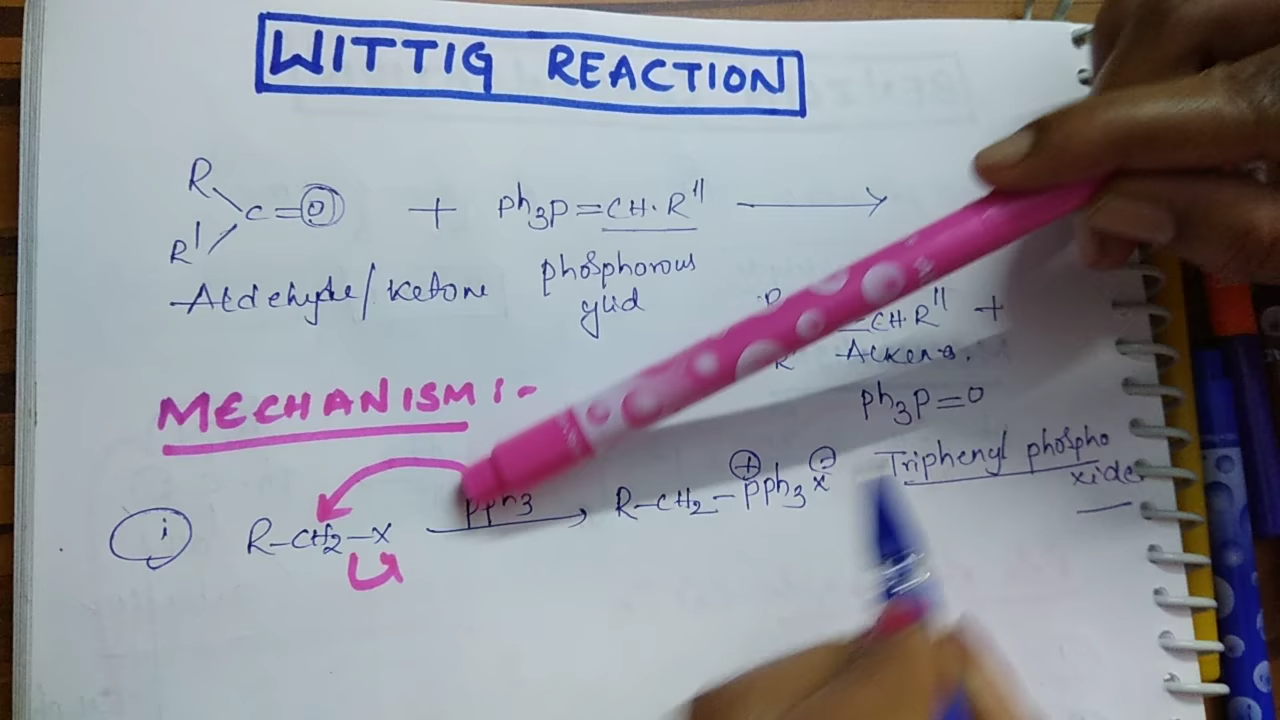 WITTIG REACTION
R
C=O + Ph3P=CH·R'' ⟶
R'
Aldehyde/Ketone
phosphorous
ylid
R
=CH·R'' +
R'
Alkene.
Ph3P=O
Triphenyl phospho
xide
MECHANISM :-
i R-CH2-X PPh3 ⟶ R-CH2-PPh3 X
⊕ ⊖